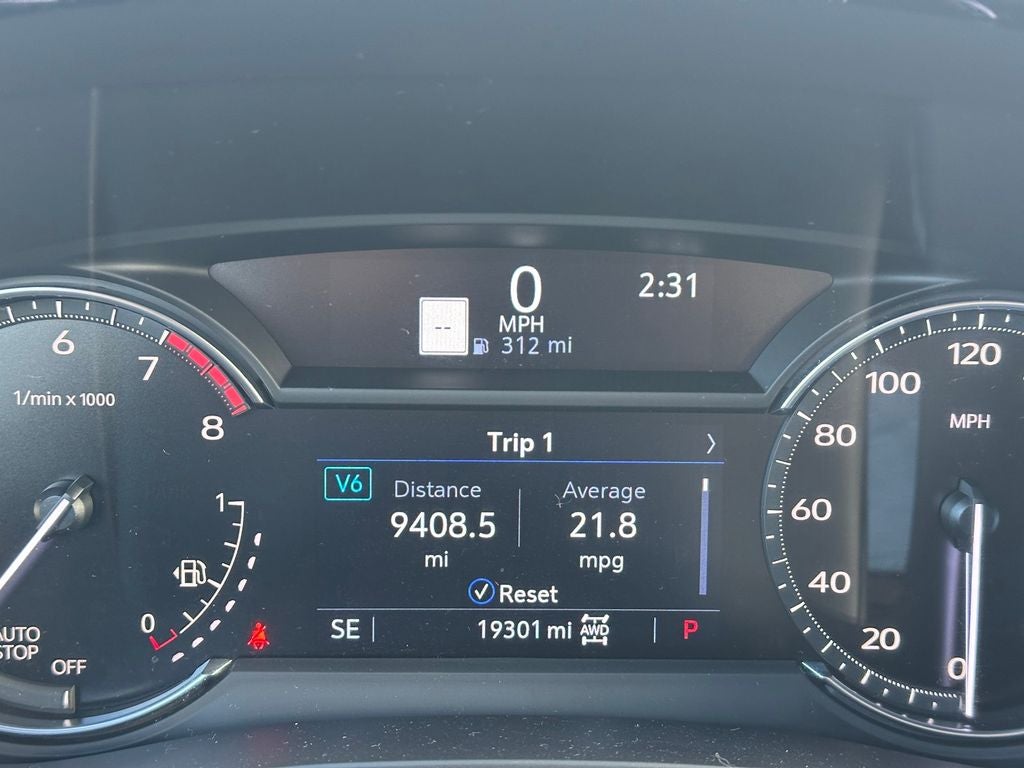 0
2:31
--
MPH
312 mi
6
7
8
1/min x 1000
1
0
AUTO
STOP
OFF
Trip 1
V6
Distance
Average
9408.5
21.8
mi
mpg
Reset
SE
19301 mi
AWD
P
120
100
MPH
80
60
40
20
0